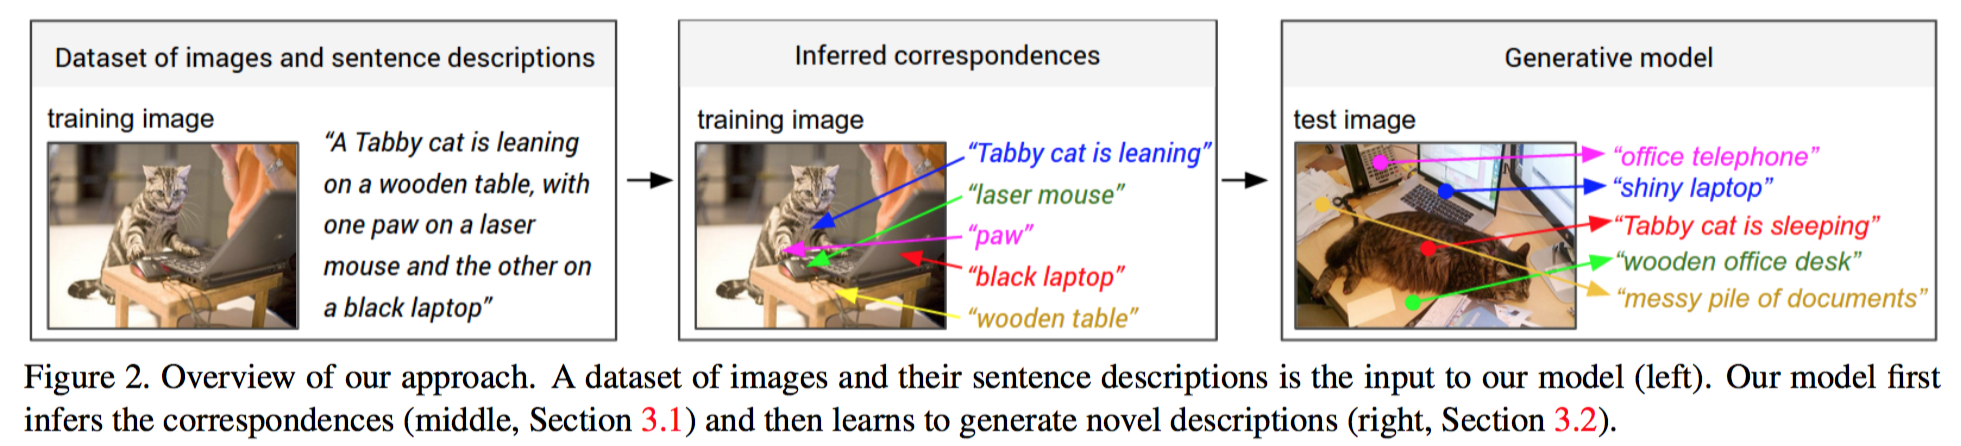 Dataset of images and sentence descriptions
training image
“A Tabby cat is leaning
on a wooden table, with
one paw on a laser
mouse and the other on
a black laptop”
Inferred correspondences
training image
“Tabby cat is leaning”
“laser mouse”
“paw”
“black laptop”
“wooden table”
Generative model
test image
“office telephone”
“shiny laptop”
“Tabby cat is sleeping”
“wooden office desk”
“messy pile of documents”
Figure 2. Overview of our approach. A dataset of images and their sentence descriptions is the input to our model (left). Our model first
infers the correspondences (middle, Section 3.1) and then learns to generate novel descriptions (right, Section 3.2).